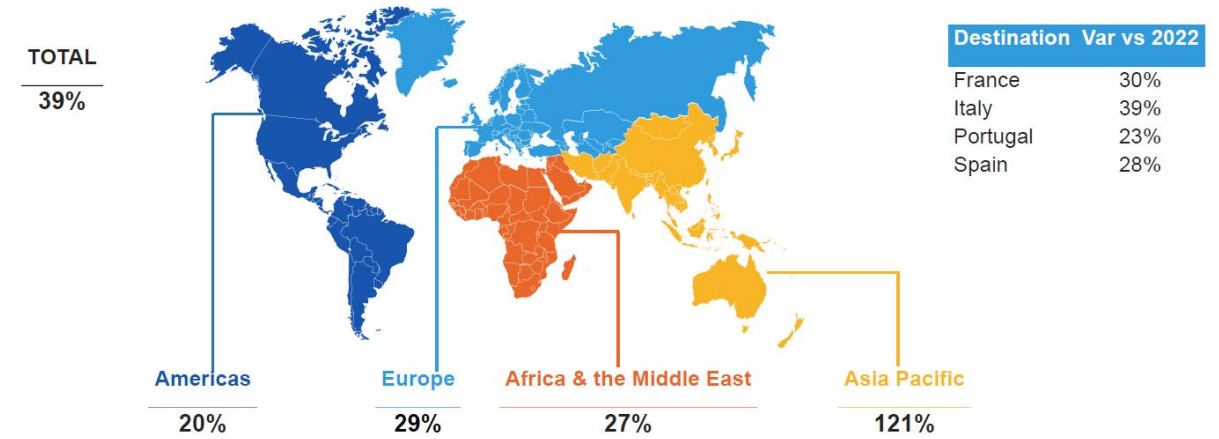 TOTAL
39%
Destination Var vs 2022
France 30%
Italy 39%
Portugal 23%
Spain 28%
Americas
20%
Europe
29%
Africa & the Middle East
27%
Asia Pacific
121%